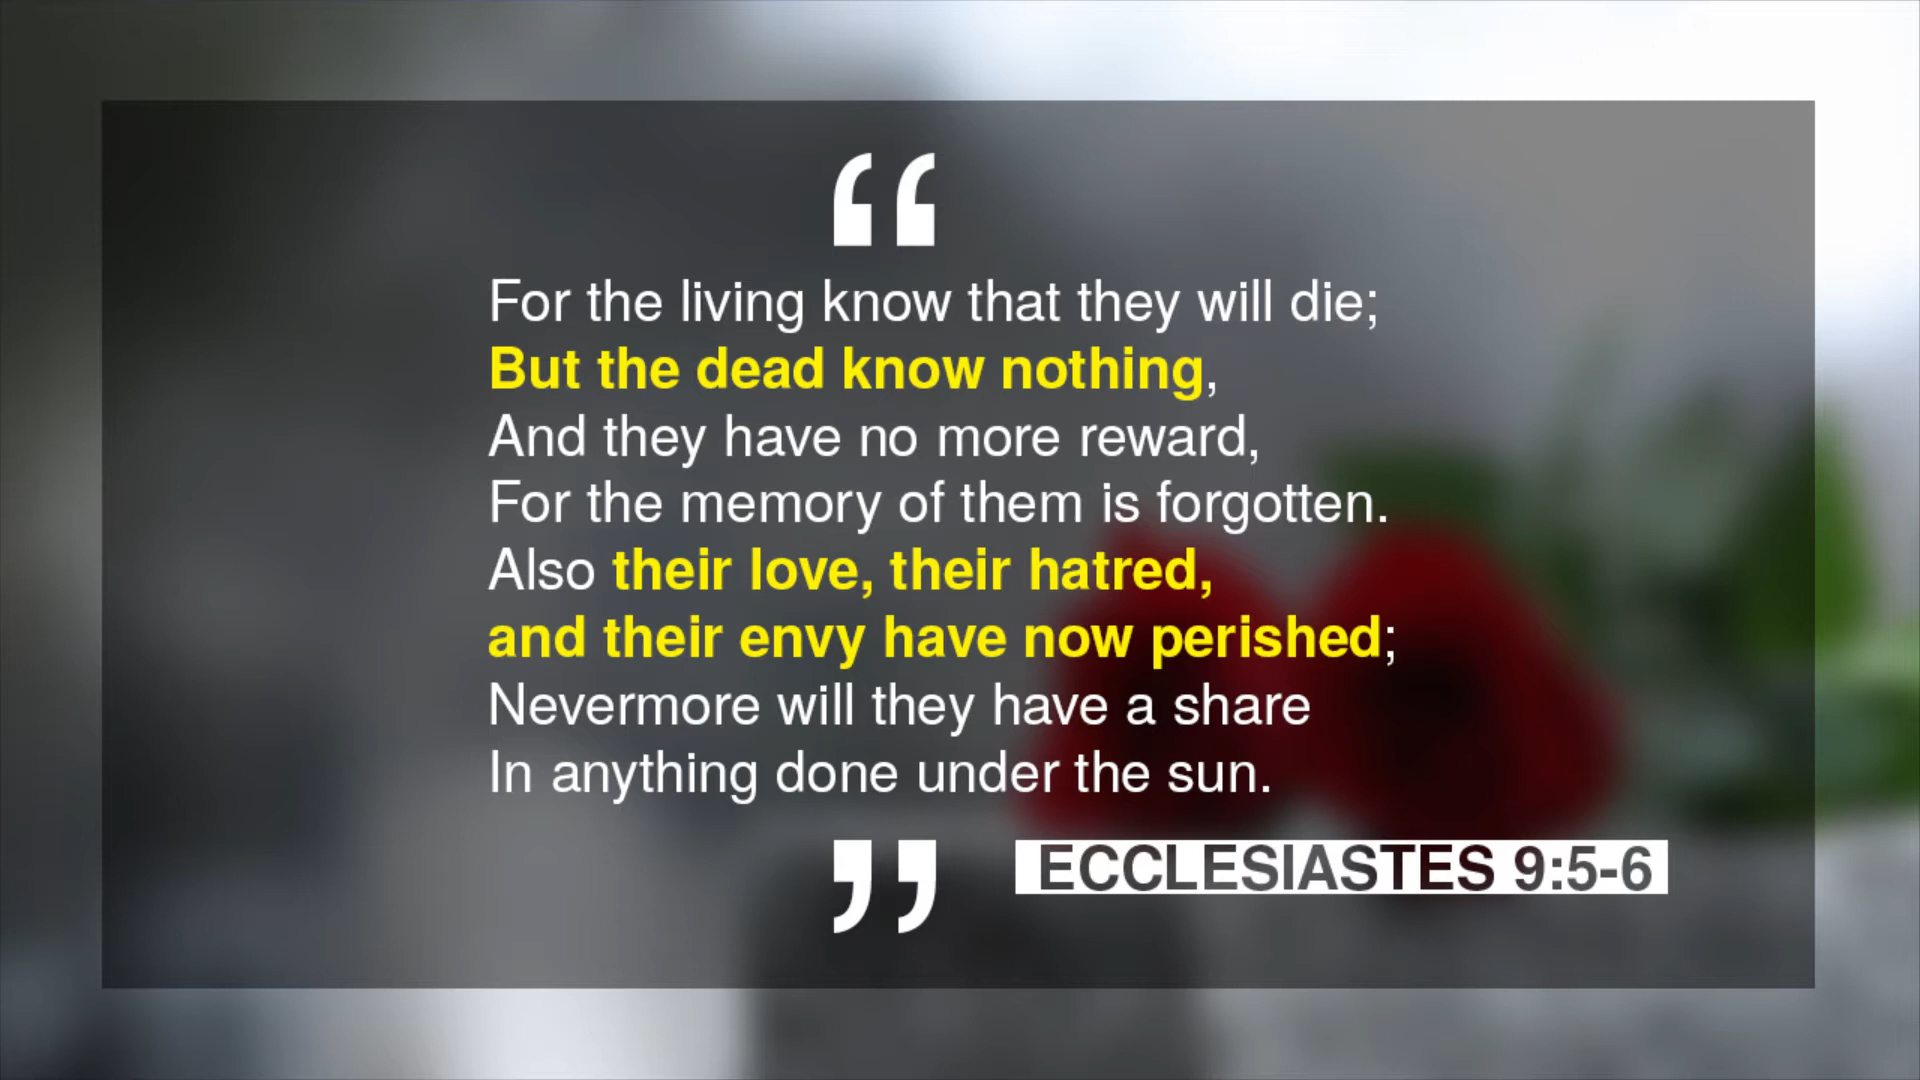 “
For the living know that they will die;
But the dead know nothing,
And they have no more reward,
For the memory of them is forgotten.
Also their love, their hatred,
and their envy have now perished;
Nevermore will they have a share
In anything done under the sun.
”
ECCLESIASTES 9:5-6